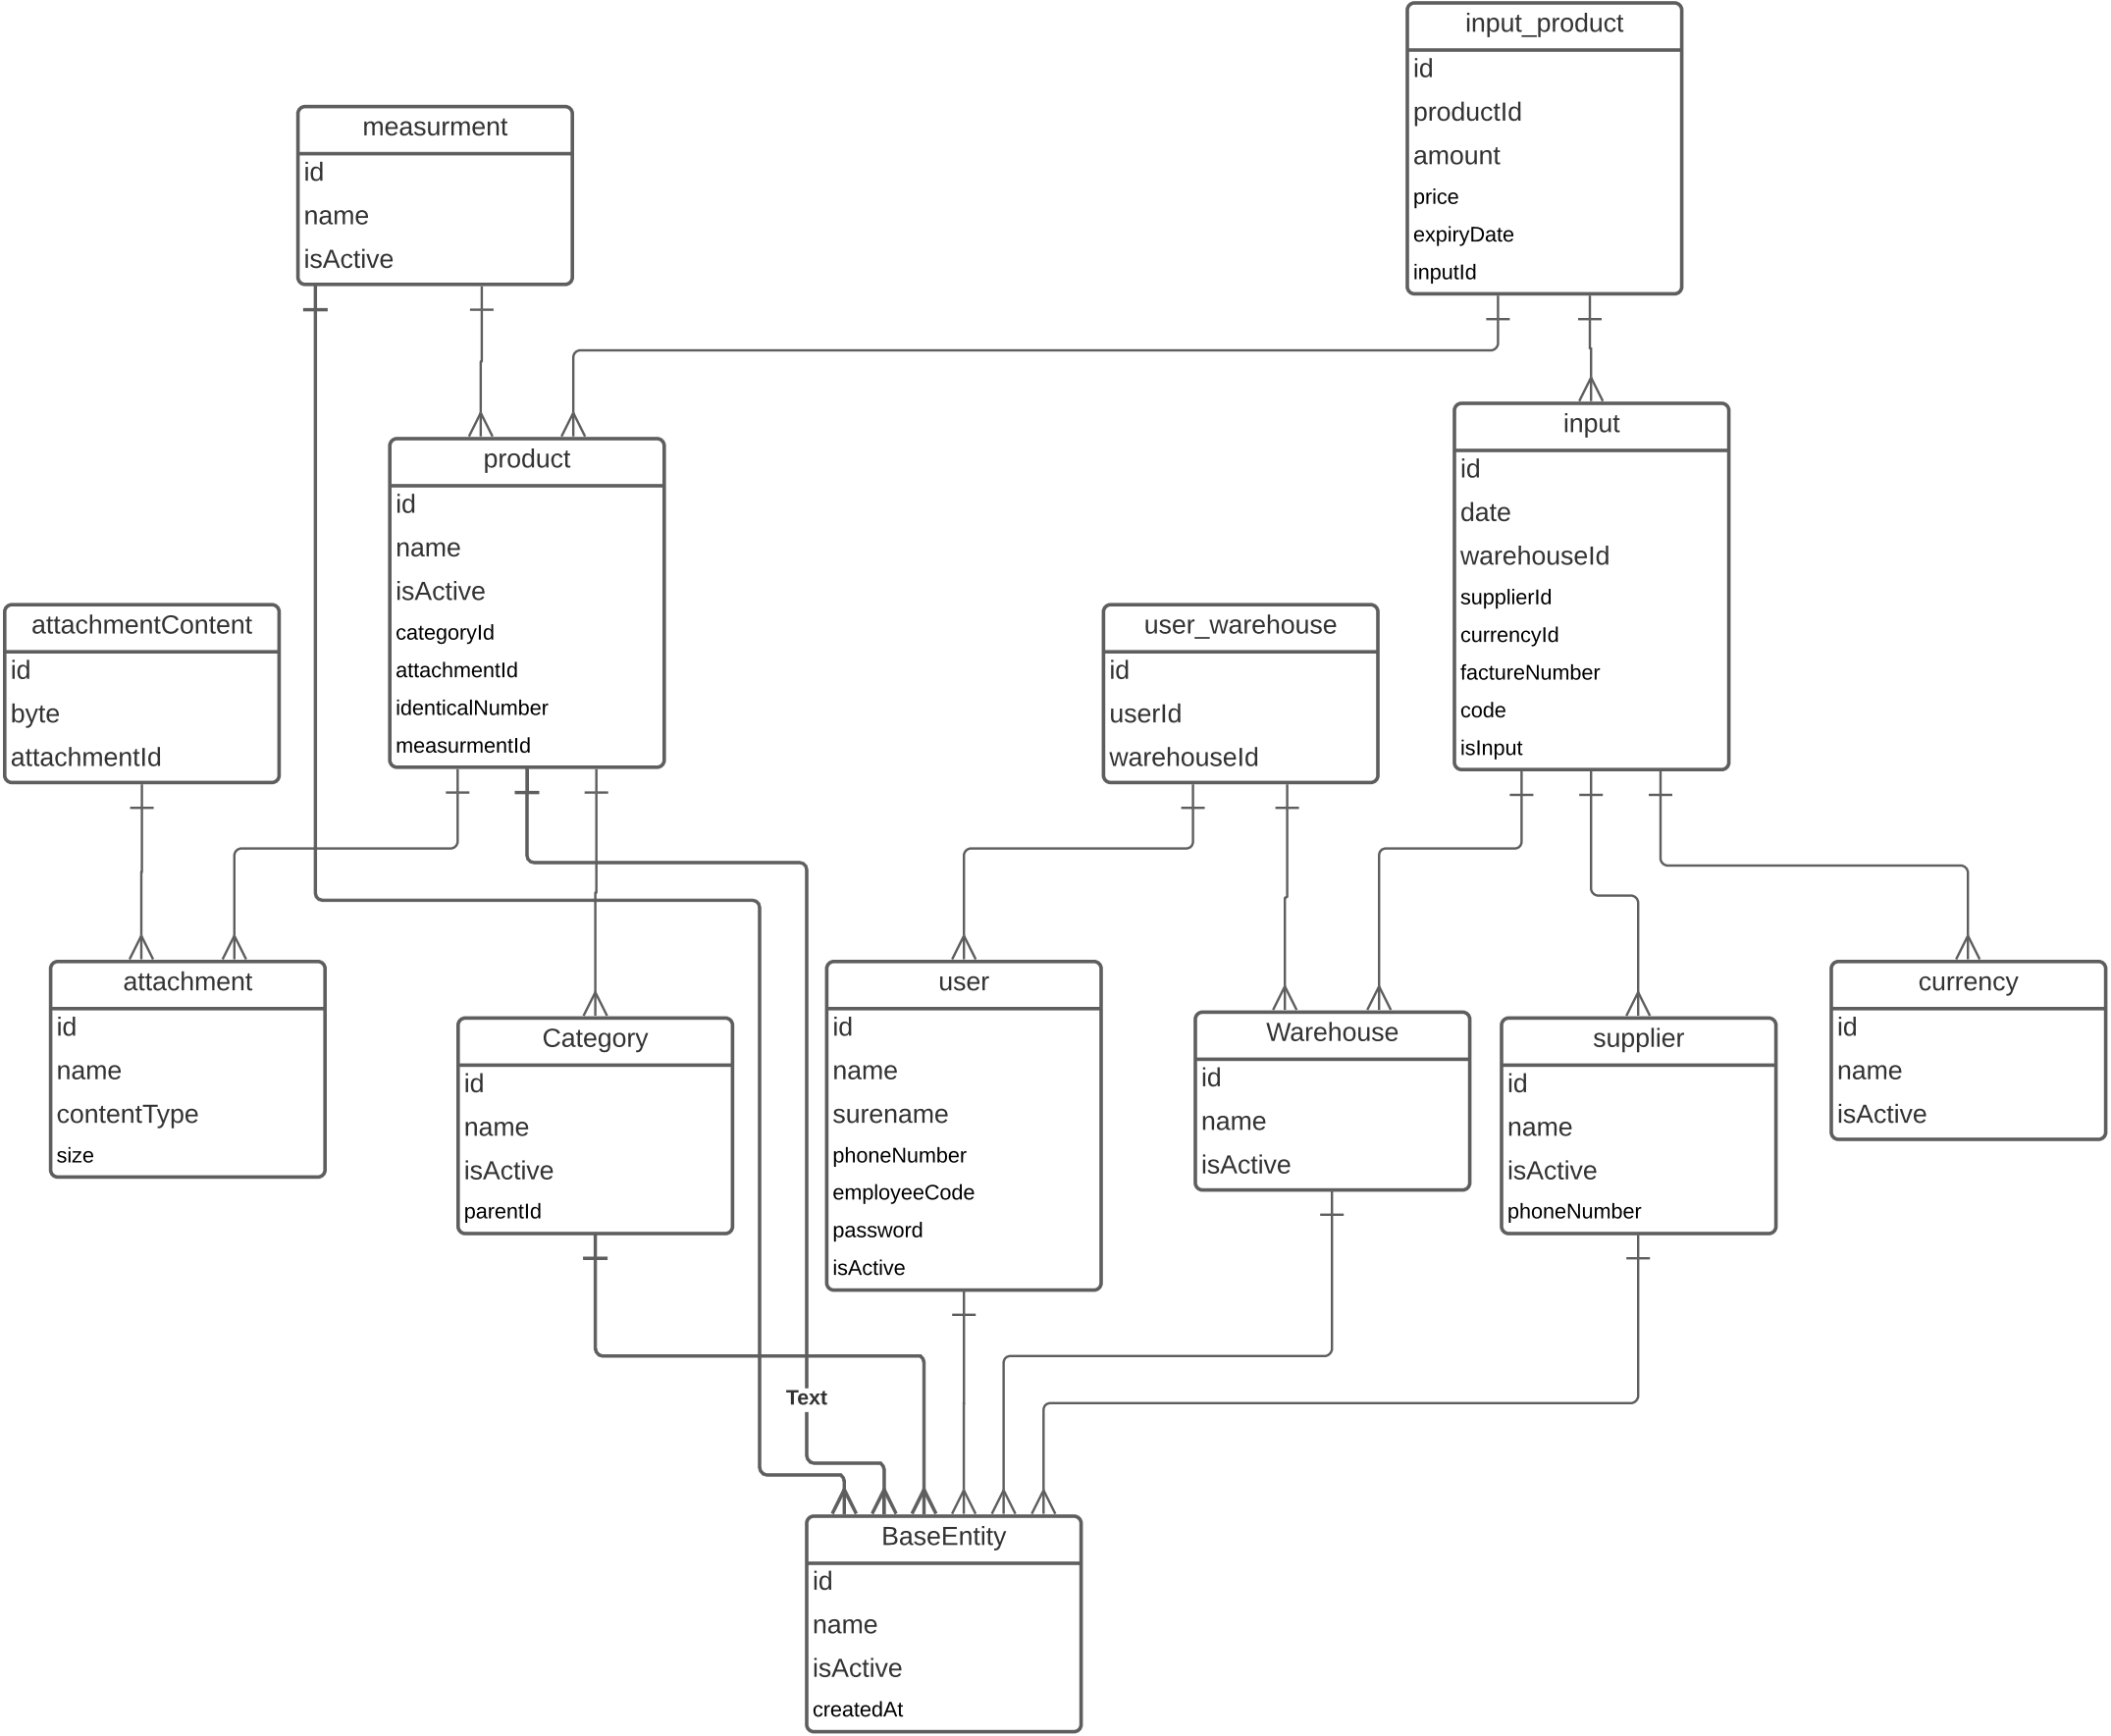 input_product
id
productId
amount
price
expiryDate
inputId
measurment
id
name
isActive
product
id
name
isActive
categoryId
attachmentId
identicalNumber
measurmentId
input
id
date
warehouseId
supplierId
currencyId
factureNumber
code
isInput
attachmentContent
id
byte
attachmentId
user_warehouse
id
userId
warehouseId
attachment
id
name
contentType
size
Category
id
name
isActive
parentId
user
id
name
surename
phoneNumber
employeeCode
password
isActive
Warehouse
id
name
isActive
supplier
id
name
isActive
phoneNumber
currency
id
name
isActive
Text
BaseEntity
id
name
isActive
createdAt